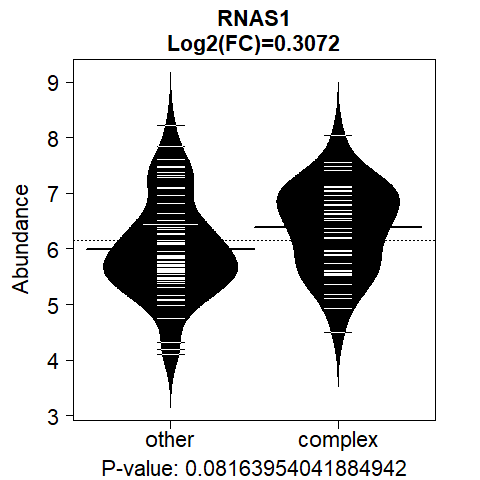 RNAS1
Log2(FC)=0.3072
Abundance
9
8
7
6
5
4
3
other complex
P-value: 0.08163954041884942